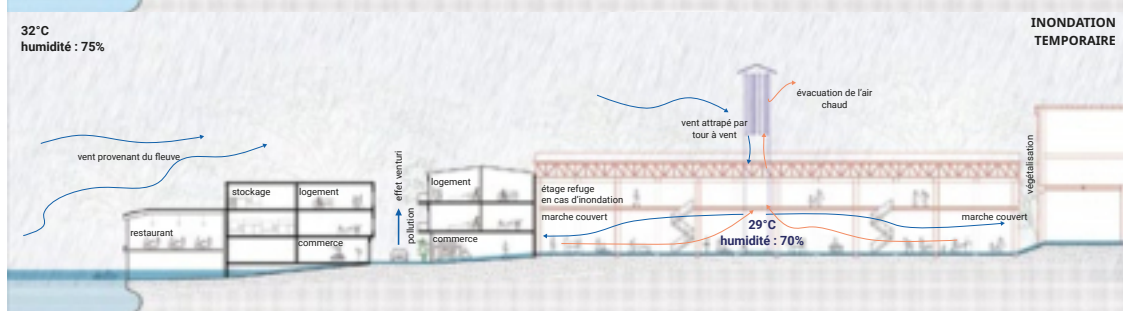 32°C
humidité : 75%
INONDATION
TEMPORAIRE
évacuation de l'air
chaud
vent attrapé par
tour à vent
vent provenant du fleuve
effet venturi
pollution
végétalisation
stockage
logement
logement
étage refuge
en cas d'inondation
marche couvert
marche couvert
restaurant
commerce
commerce
29°C
humidité : 70%